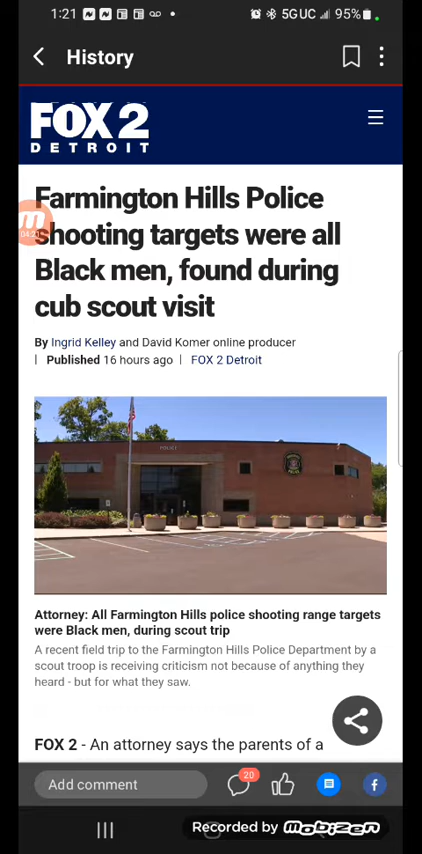 1:21 5GUC 95%
History
FOX 2
DETROIT
Farmington Hills Police
shooting targets were all
Black men, found during
cub scout visit
By Ingrid Kelley and David Komer online producer
| Published 16 hours ago | FOX 2 Detroit
POLICE
Attorney: All Farmington Hills police shooting range targets
were Black men, during scout trip
A recent field trip to the Farmington Hills Police Department by a
scout troop is receiving criticism not because of anything they
heard - but for what they saw.
FOX 2 - An attorney says the parents of a
Add comment
20
Recorded by mobizen